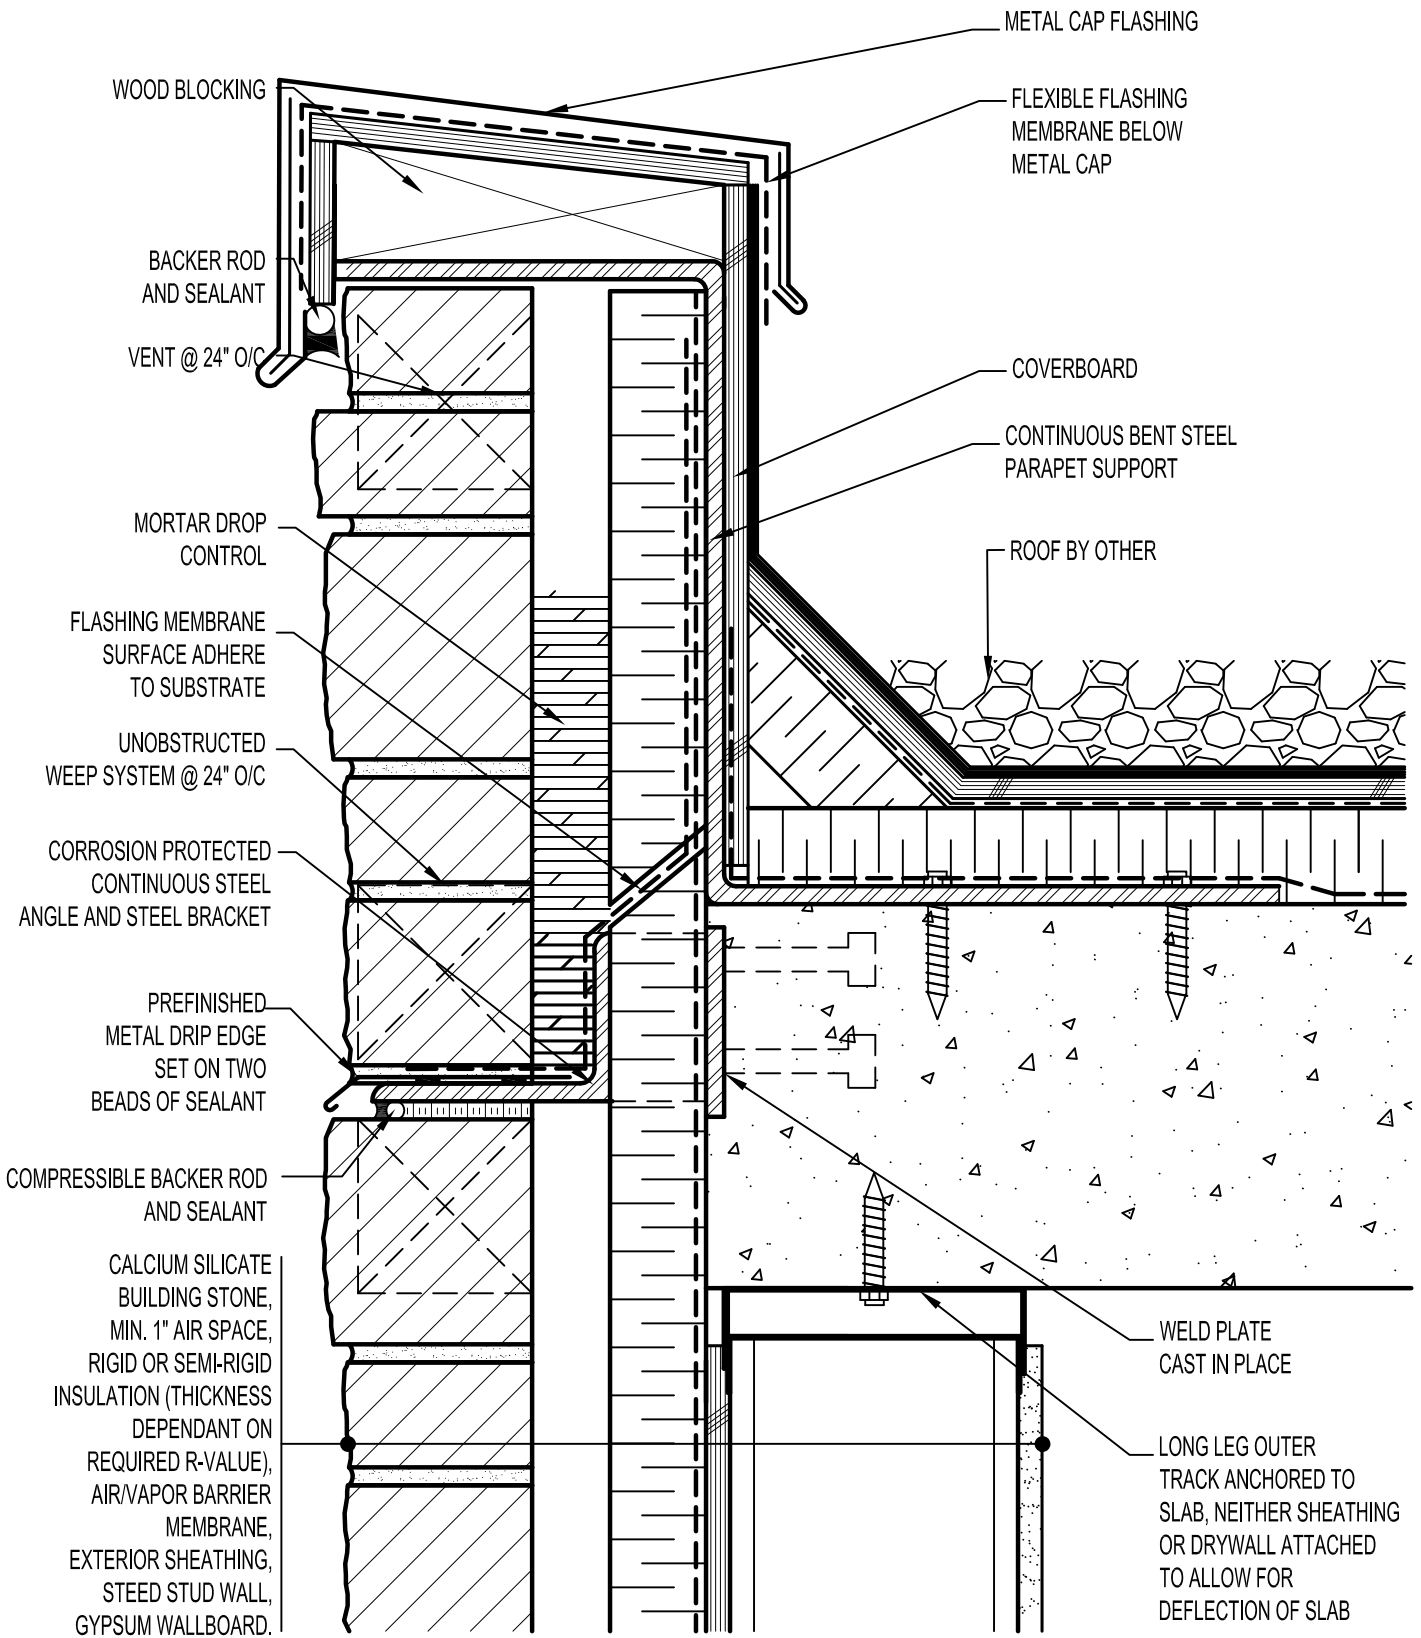 METAL CAP FLASHING
WOOD BLOCKING
FLEXIBLE FLASHING
MEMBRANE BELOW
METAL CAP
BACKER ROD
AND SEALANT
VENT @ 24" O/C
COVERBOARD
CONTINUOUS BENT STEEL
PARAPET SUPPORT
MORTAR DROP
CONTROL
ROOF BY OTHER
FLASHING MEMBRANE
SURFACE ADHERE
TO SUBSTRATE
UNOBSTRUCTED
WEEP SYSTEM @ 24" O/C
CORROSION PROTECTED
CONTINUOUS STEEL
ANGLE AND STEEL BRACKET
PREFINISHED
METAL DRIP EDGE
SET ON TWO
BEADS OF SEALANT
COMPRESSIBLE BACKER ROD
AND SEALANT
CALCIUM SILICATE
BUILDING STONE,
MIN. 1" AIR SPACE,
RIGID OR SEMI-RIGID
INSULATION (THICKNESS
DEPENDANT ON
REQUIRED R-VALUE),
AIR/VAPOR BARRIER
MEMBRANE,
EXTERIOR SHEATHING,
STEED STUD WALL,
GYPSUM WALLBOARD.
WELD PLATE
CAST IN PLACE
LONG LEG OUTER
TRACK ANCHORED TO
SLAB, NEITHER SHEATHING
OR DRYWALL ATTACHED
TO ALLOW FOR
DEFLECTION OF SLAB